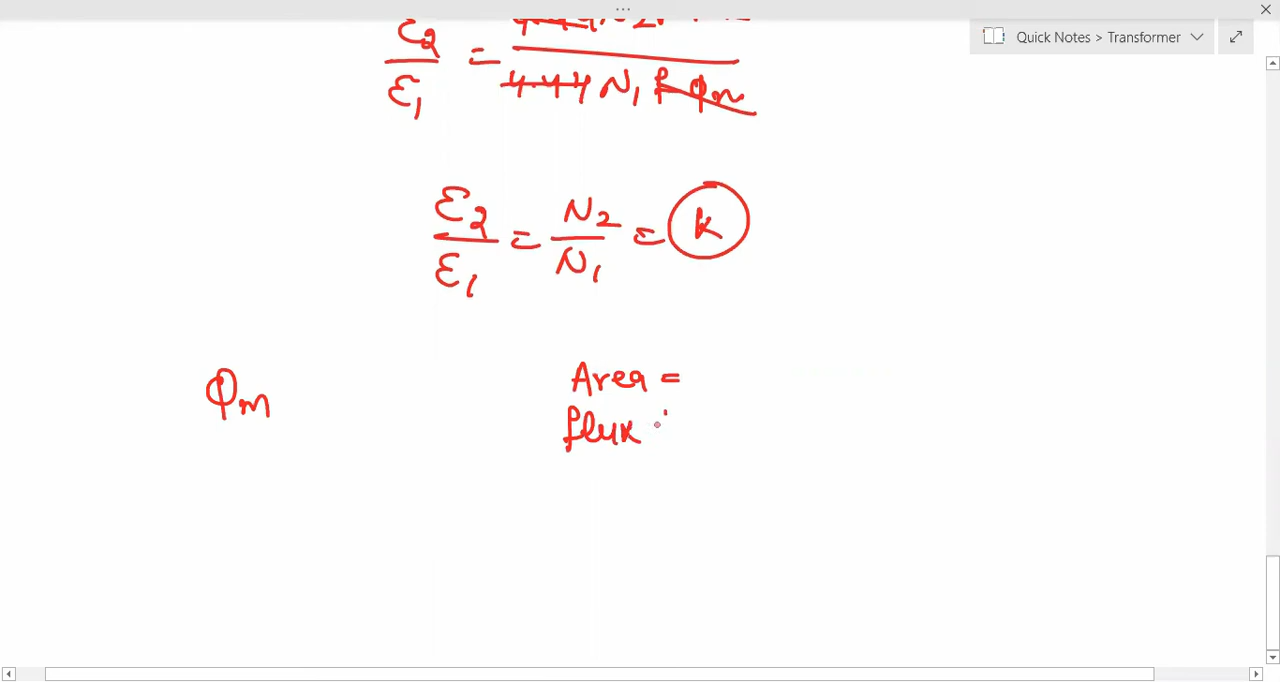 Quick Notes > Transformer
E2/E1 =
4.44 N1 f φm
E2/E1 = N2/N1 = K
φm
Area =
flux